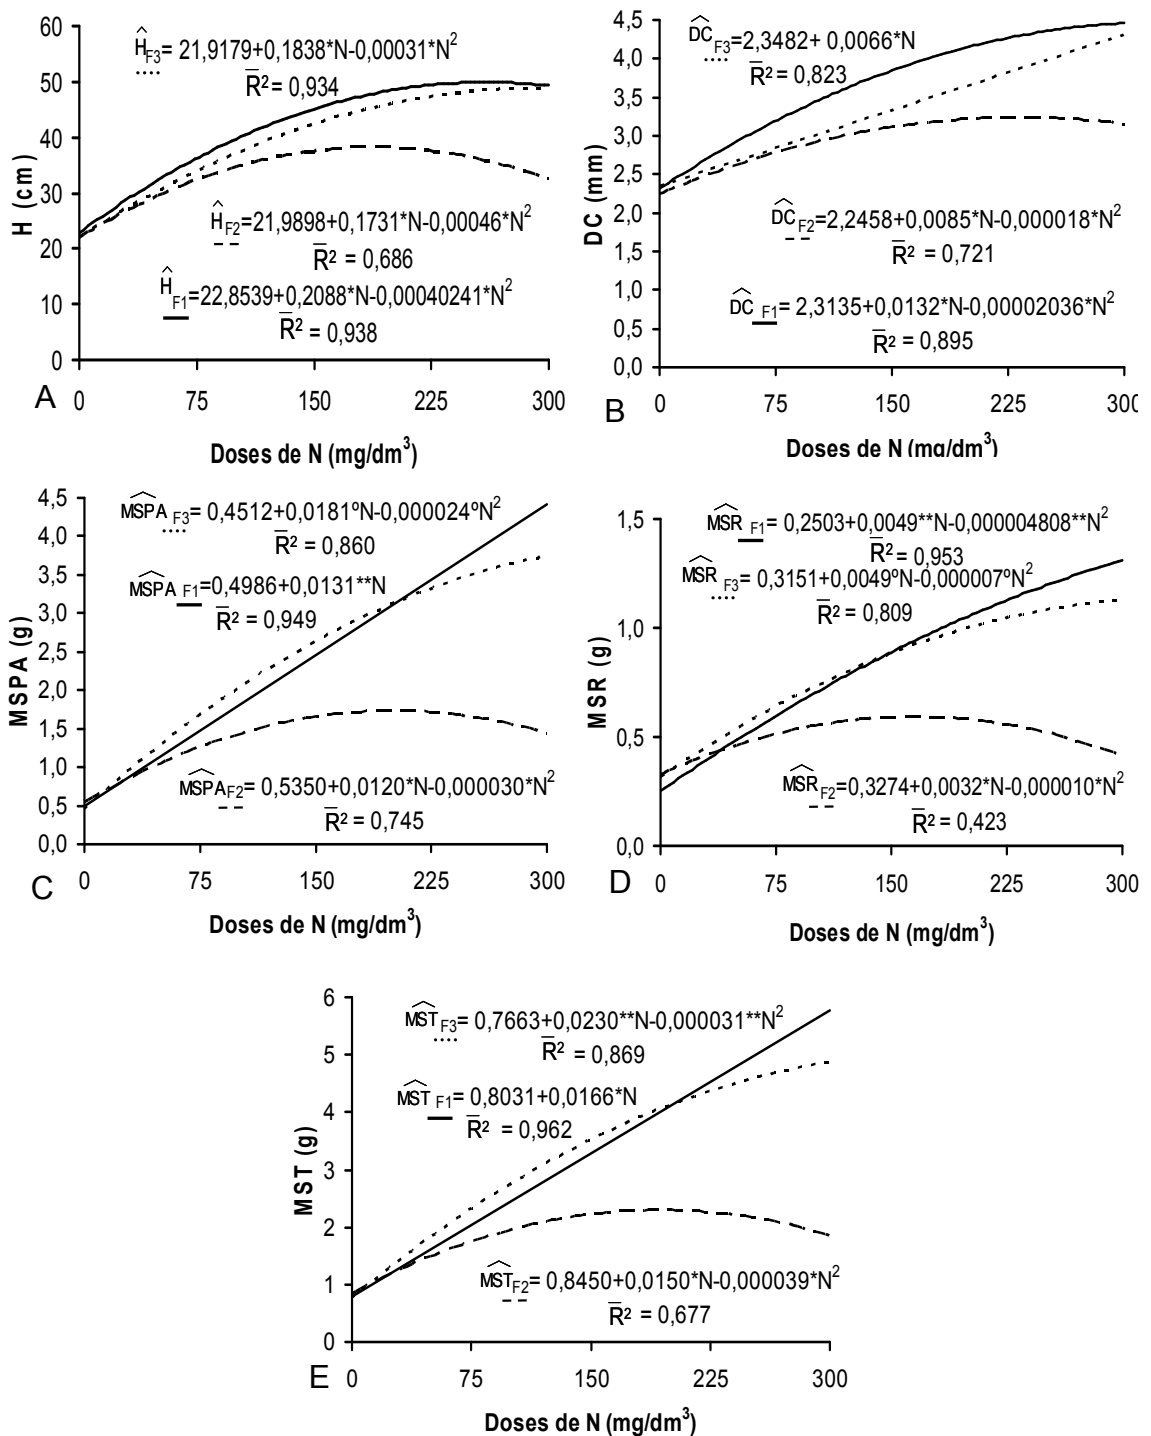 60
50
40
30
20
10
0
H (cm)
Ĥ F3= 21,9179+0,1838*N-0,00031*N²
R̅² = 0,934
Ĥ F2=21,9898+0,1731*N-0,00046*N²
R̅² = 0,686
Ĥ F1= 22,8539+0,2088*N-0,00040241*N²
R̅² = 0,938
A 0 75 150 225 300
Doses de N (mg/dm³)
4,5
4,0
3,5
3,0
2,5
2,0
1,5
1,0
0,5
0,0
DC (mm)
D̂C F3=2,3482+ 0,0066*N
R̅² = 0,823
D̂C F2=2,2458+0,0085*N-0,000018*N²
R̅² = 0,721
D̂C F1= 2,3135+0,0132*N-0,00002036*N²
R̅² = 0,895
B 0 75 150 225 300
Doses de N (mg/dm³)
4,5
4,0
3,5
3,0
2,5
2,0
1,5
1,0
0,5
0,0
MSPA (g)
M̂SPA F3= 0,4512+0,0181ºN-0,000024ºN²
R̅² = 0,860
M̂SPA F1=0,4986+0,0131**N
R̅² = 0,949
M̂SPA F2= 0,5350+0,0120*N-0,000030*N²
R̅² = 0,745
C 0 75 150 225 300
Doses de N (mg/dm³)
1,5
1,0
0,5
0,0
MSR (g)
M̂SR F1= 0,2503+0,0049**N-0,000004808**N²
R̅² = 0,953
M̂SR F3= 0,3151+0,0049ºN-0,000007ºN²
R̅² = 0,809
M̂SR F2=0,3274+0,0032*N-0,000010*N²
R̅² = 0,423
D 0 75 150 225 300
Doses de N (mg/dm³)
6
5
4
3
2
1
0
MST (g)
M̂ST F3= 0,7663+0,0230**N-0,000031**N²
R̅² = 0,869
M̂ST F1= 0,8031+0,0166*N
R̅² = 0,962
M̂ST F2= 0,8450+0,0150*N-0,000039*N²
R̅² = 0,677
E 0 75 150 225 300
Doses de N (mg/dm³)